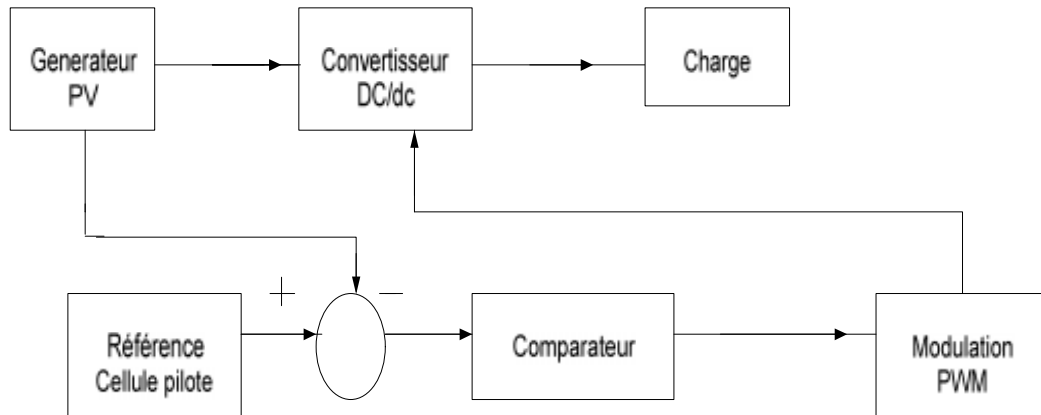 Generateur
PV
Convertisseur
DC/dc
Charge
+
−
Référence
Cellule pilote
Comparateur
Modulation
PWM